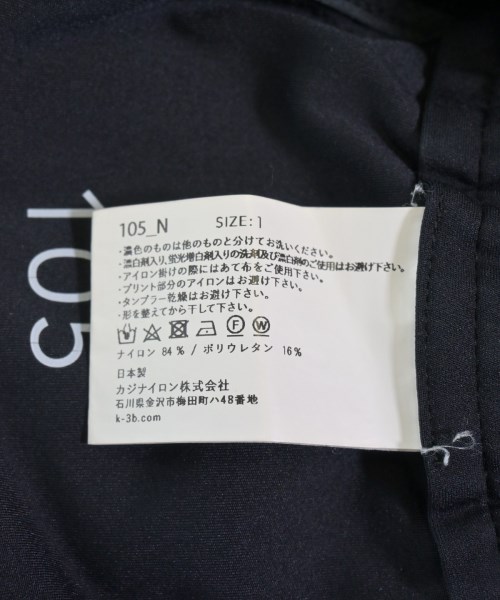 105
105_N SIZE: 1
・濃色のものは他のものと分けてお洗いください。
・漂白剤入り,蛍光増白剤入りの洗剤及び漂白剤のご使用はお避け下さい。
・アイロン掛けの際にはあて布をご使用下さい。
・プリント部分のアイロンはお避け下さい。
・タンブラー乾燥はお避け下さい。
・形を整えてから干して下さい。
ナイロン 84% / ポリウレタン 16%
日本製
カジナイロン株式会社
石川県金沢市梅田町ハ48番地
k-3b.com